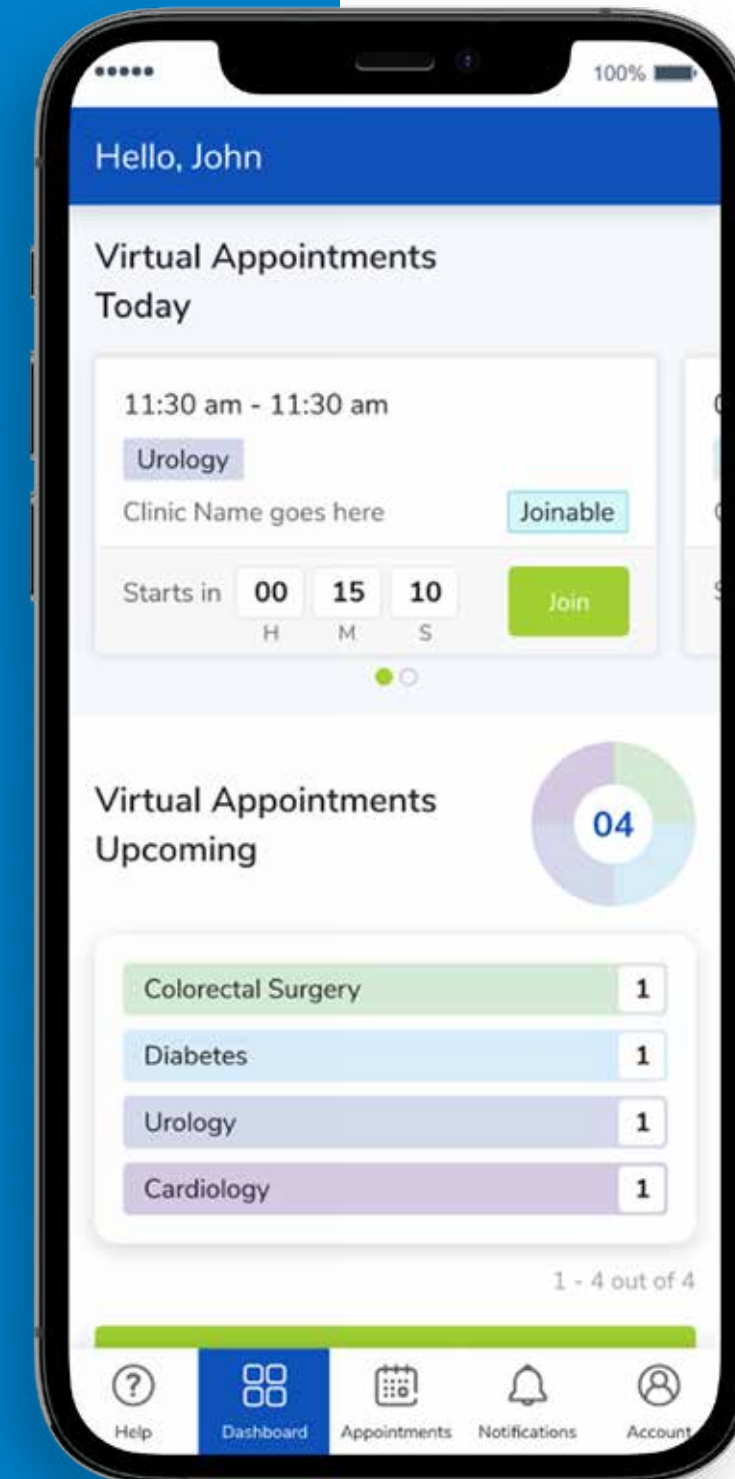 100%
Hello, John
Virtual Appointments
Today
11:30 am - 11:30 am
Urology
Clinic Name goes here
Joinable
Starts in 00 15 10
H M S
Join
Virtual Appointments
Upcoming
04
Colorectal Surgery 1
Diabetes 1
Urology 1
Cardiology 1
1 - 4 out of 4
Help Dashboard Appointments Notifications Account